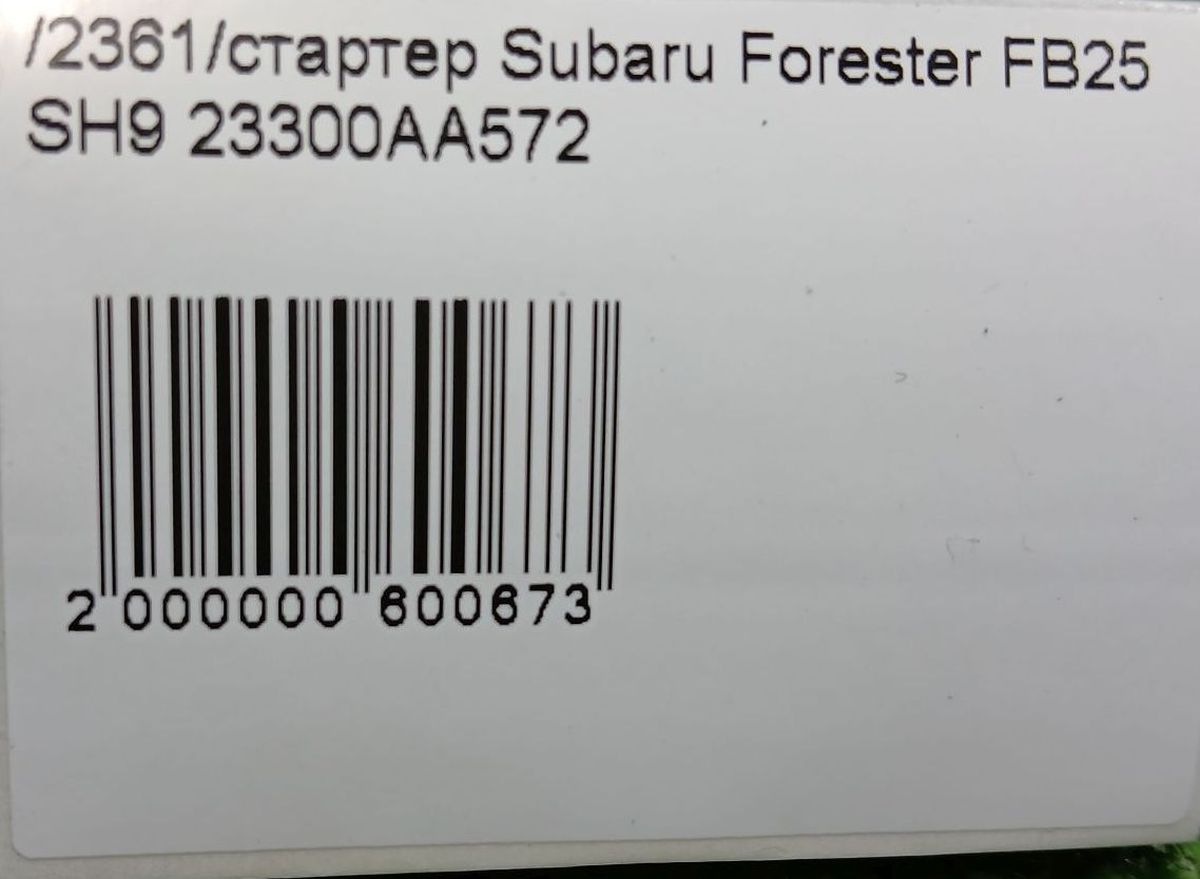 /2361/стартер Subaru Forester FB25
SH9 23300AA572
2 000000 600673